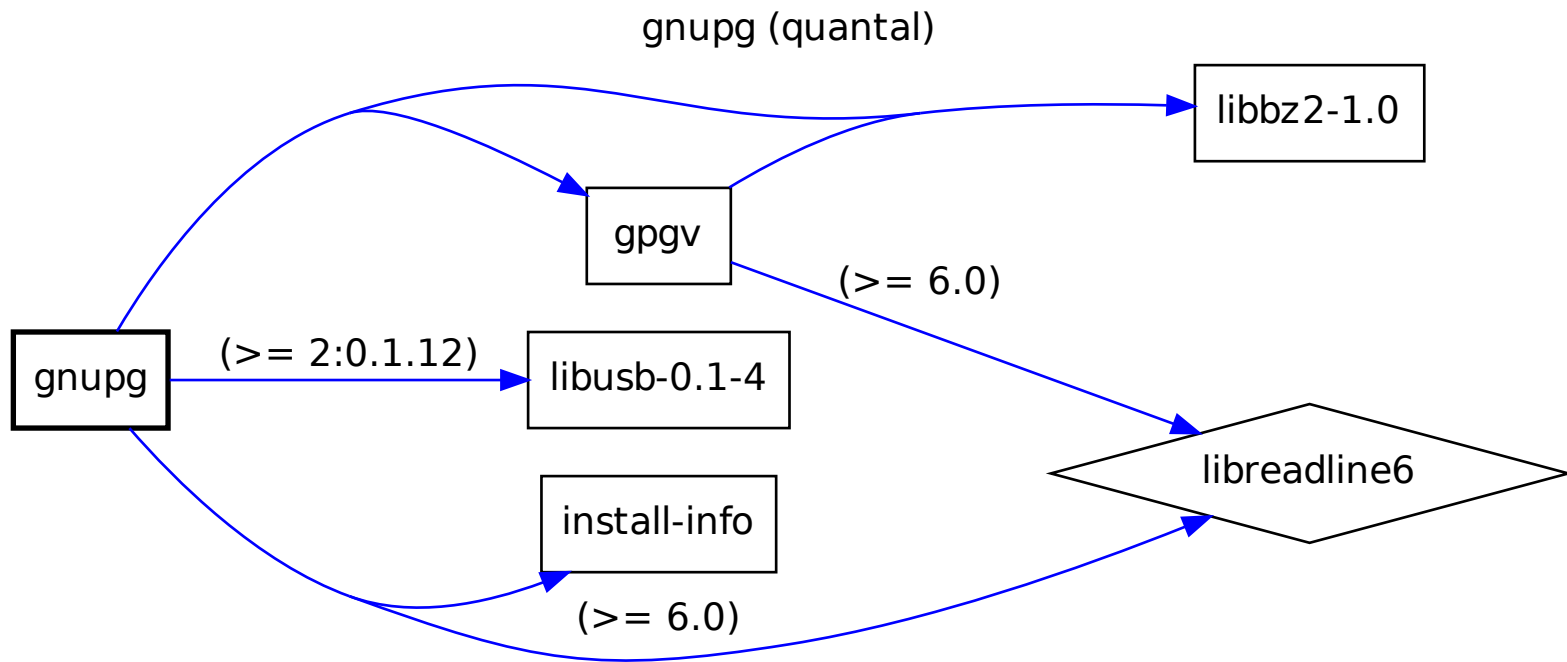 gnupg (quantal)
libbz2-1.0
gpgv
(>= 6.0)
(>= 2:0.1.12)
gnupg
libusb-0.1-4
libreadline6
install-info
(>= 6.0)